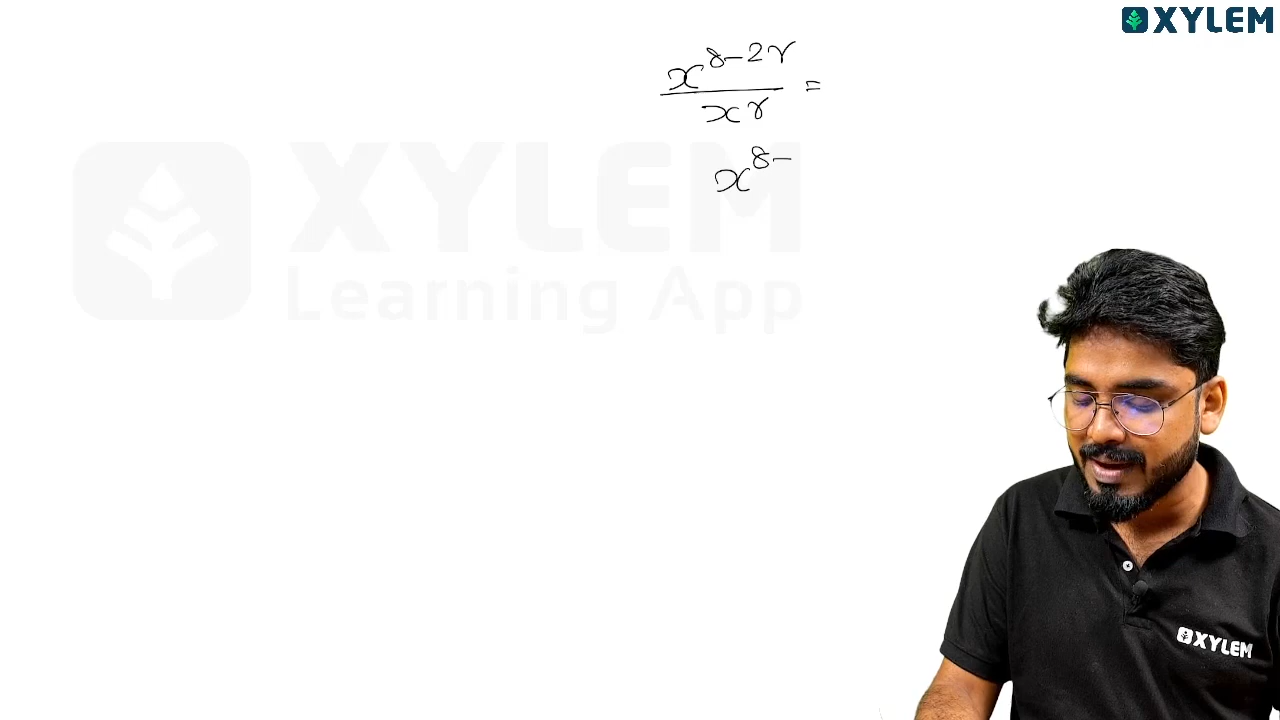 XYLEM
x^{8-2r}
x^r =
x^{8-
XYLEM
Learning App
XYLEM